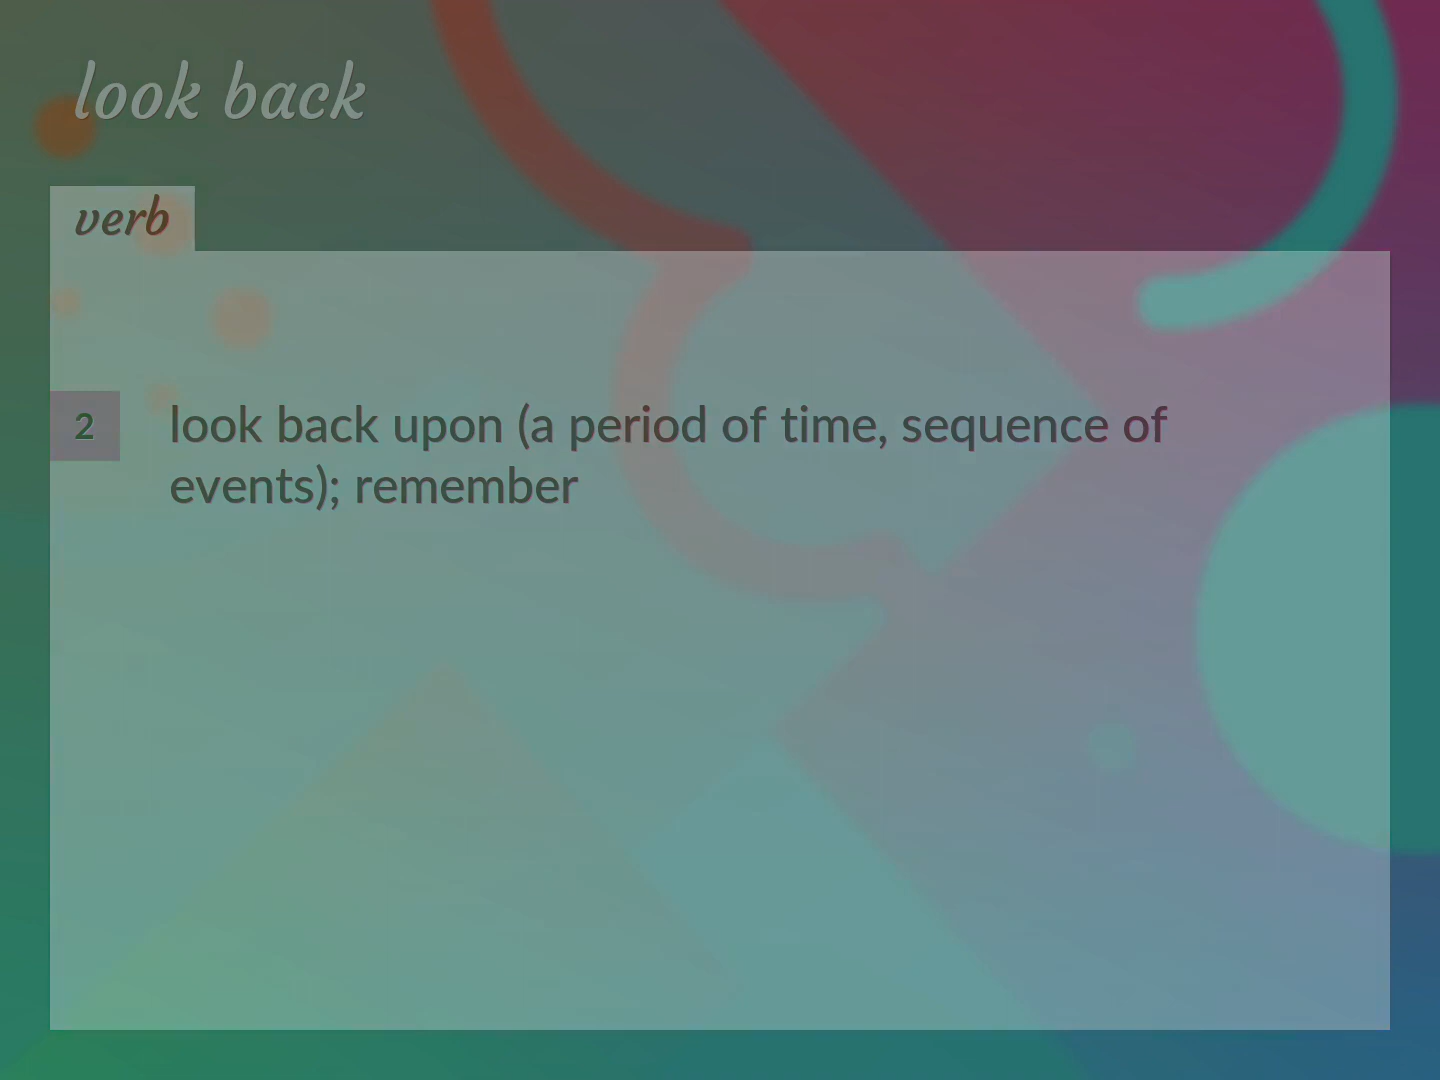 look back
verb
2
look back upon (a period of time, sequence of
events); remember